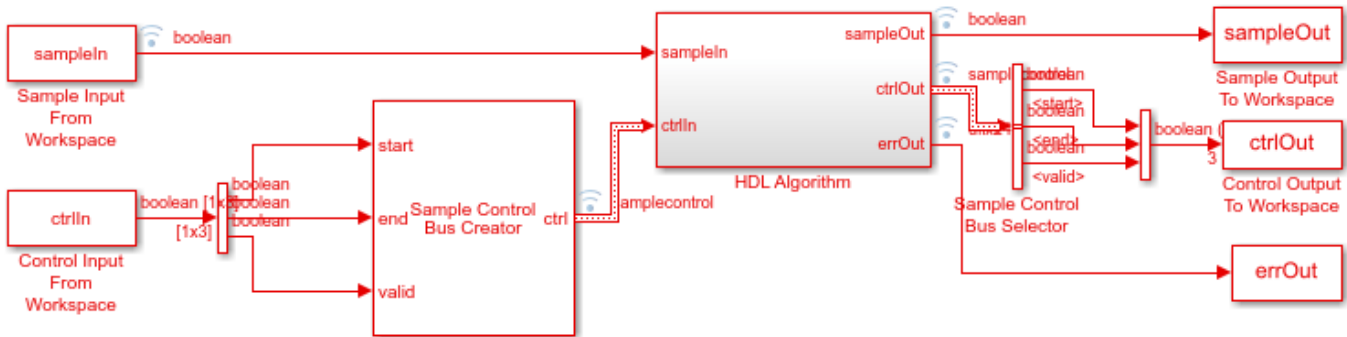 sampleIn
Sample Input
From
Workspace
boolean
ctrlIn
Control Input
From
Workspace
boolean [1x3]
[1x3]
boolean
boolean
boolean
start
end
valid
Sample Control
Bus Creator
ctrl
amplecontrol
sampleIn
ctrlIn
sampleOut
ctrlOut
errOut
HDL Algorithm
boolean
boolean
<start>
boolean
<end>
boolean
<valid>
Sample Control
Bus Selector
boolean (
3
sampleOut
Sample Output
To Workspace
ctrlOut
Control Output
To Workspace
errOut